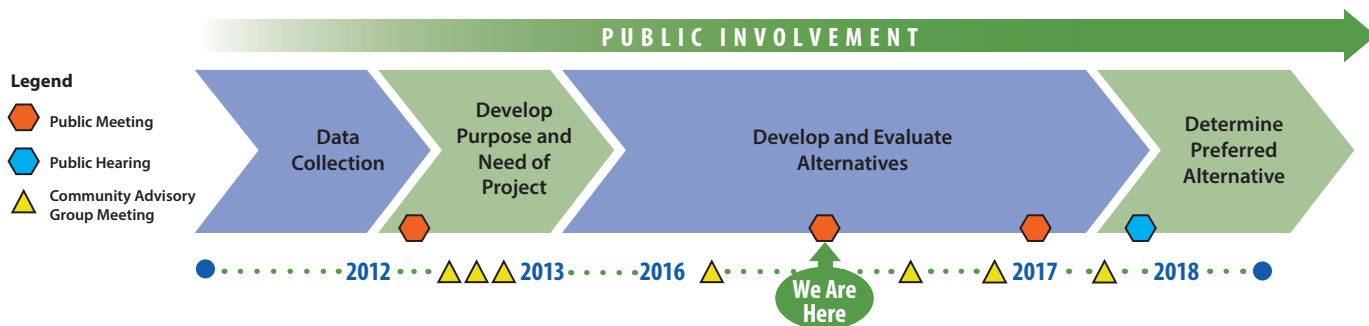 PUBLIC INVOLVEMENT
Legend
Public Meeting
Public Hearing
Community Advisory
Group Meeting
Data
Collection
Develop
Purpose and
Need of
Project
Develop and Evaluate
Alternatives
Determine
Preferred
Alternative
2012 2013 2016 2017 2018
We Are
Here